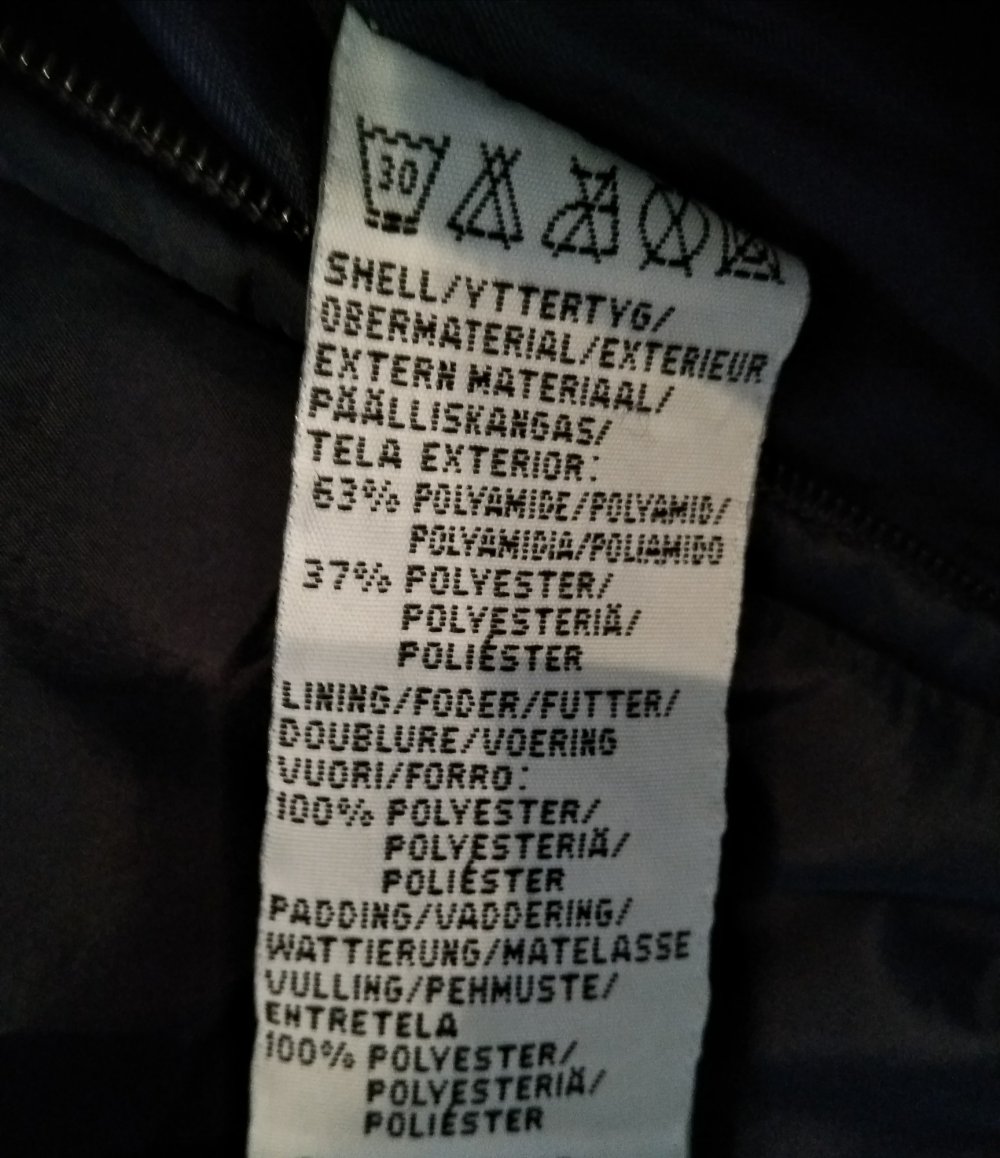 30
SHELL/YTTERTYG/
OBERMATERIAL/EXTERIEUR
EXTERN MATERIAAL/
PÄÄLLISKANGAS/
TELA EXTERIOR:
63% POLYAMIDE/POLYAMID/
POLYAMIDIA/POLIAMIDO
37% POLYESTER/
POLYESTERIÄ/
POLIÉSTER
LINING/FODER/FUTTER/
DOUBLURE/VOERING
VUORI/FORRO:
100% POLYESTER/
POLYESTERIÄ/
POLIÉSTER
PADDING/VADDERING/
WATTIERUNG/MATELASSE
VULLING/PEHMUSTE/
ENTRETELA
100% POLYESTER/
POLYESTERIÄ/
POLIÉSTER